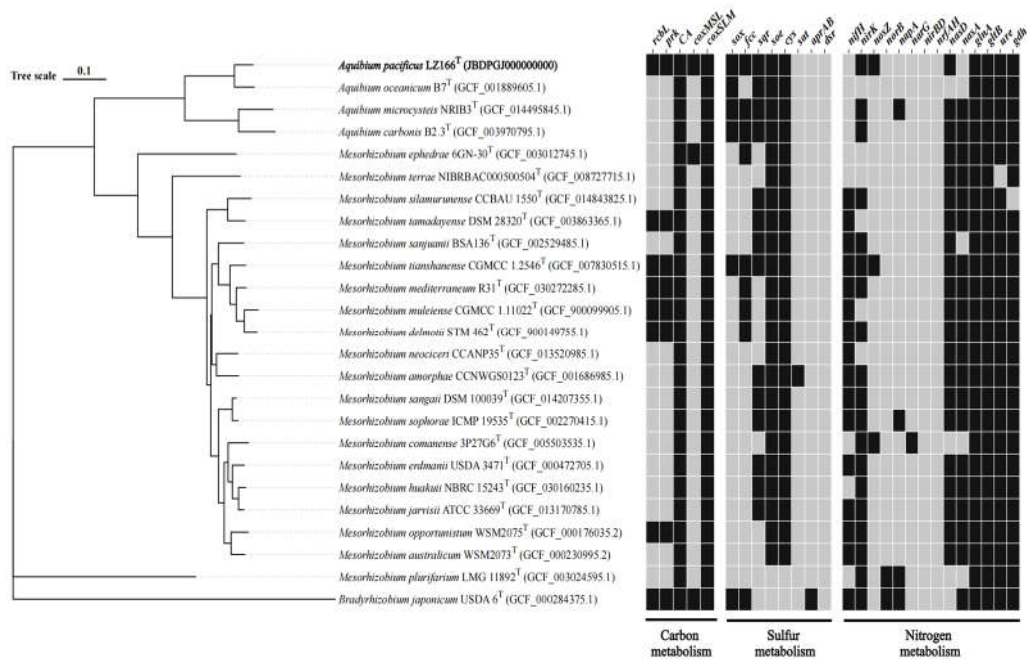 rcbL prk CA coxMSL coxSLM sox fcc sqr soe cys sat aprAB dsr nifH nirK nosZ norB napA narG nirBD nrfAH nasD nasA glnA gltB ure gdh
Tree scale 0.1
Aquibium pacificus LZ166ᵀ (JBDPGJ000000000)
Aquibium oceanicum B7ᵀ (GCF_001889605.1)
Aquibium microcysteis NRIB3ᵀ (GCF_014495845.1)
Aquibium carbonis B2.3ᵀ (GCF_003970795.1)
Mesorhizobium ephedrae 6GN-30ᵀ (GCF_003012745.1)
Mesorhizobium terrae NIBRBAC000500504ᵀ (GCF_008727715.1)
Mesorhizobium silamurunense CCBAU 1550ᵀ (GCF_014843825.1)
Mesorhizobium tamadayense DSM 28320ᵀ (GCF_003863365.1)
Mesorhizobium sanjuanii BSA136ᵀ (GCF_002529485.1)
Mesorhizobium tianshanense CGMCC 1.2546ᵀ (GCF_007830515.1)
Mesorhizobium mediterraneum R31ᵀ (GCF_030272285.1)
Mesorhizobium muleiense CGMCC 1.11022ᵀ (GCF_900099905.1)
Mesorhizobium delmotii STM 462ᵀ (GCF_900149755.1)
Mesorhizobium neociceri CCANP35ᵀ (GCF_013520985.1)
Mesorhizobium amorphae CCNWGS0123ᵀ (GCF_001686985.1)
Mesorhizobium sangaii DSM 100039ᵀ (GCF_014207355.1)
Mesorhizobium sophorae ICMP 19535ᵀ (GCF_002270415.1)
Mesorhizobium comanense 3P27G6ᵀ (GCF_005503535.1)
Mesorhizobium erdmanii USDA 3471ᵀ (GCF_000472705.1)
Mesorhizobium huakuii NBRC 15243ᵀ (GCF_030160235.1)
Mesorhizobium jarvisii ATCC 33669ᵀ (GCF_013170785.1)
Mesorhizobium opportunistum WSM2075ᵀ (GCF_000176035.2)
Mesorhizobium australicum WSM2073ᵀ (GCF_000230995.2)
Mesorhizobium plurifarium LMG 11892ᵀ (GCF_003024595.1)
Bradyrhizobium japonicum USDA 6ᵀ (GCF_000284375.1)
Carbon metabolism
Sulfur metabolism
Nitrogen metabolism